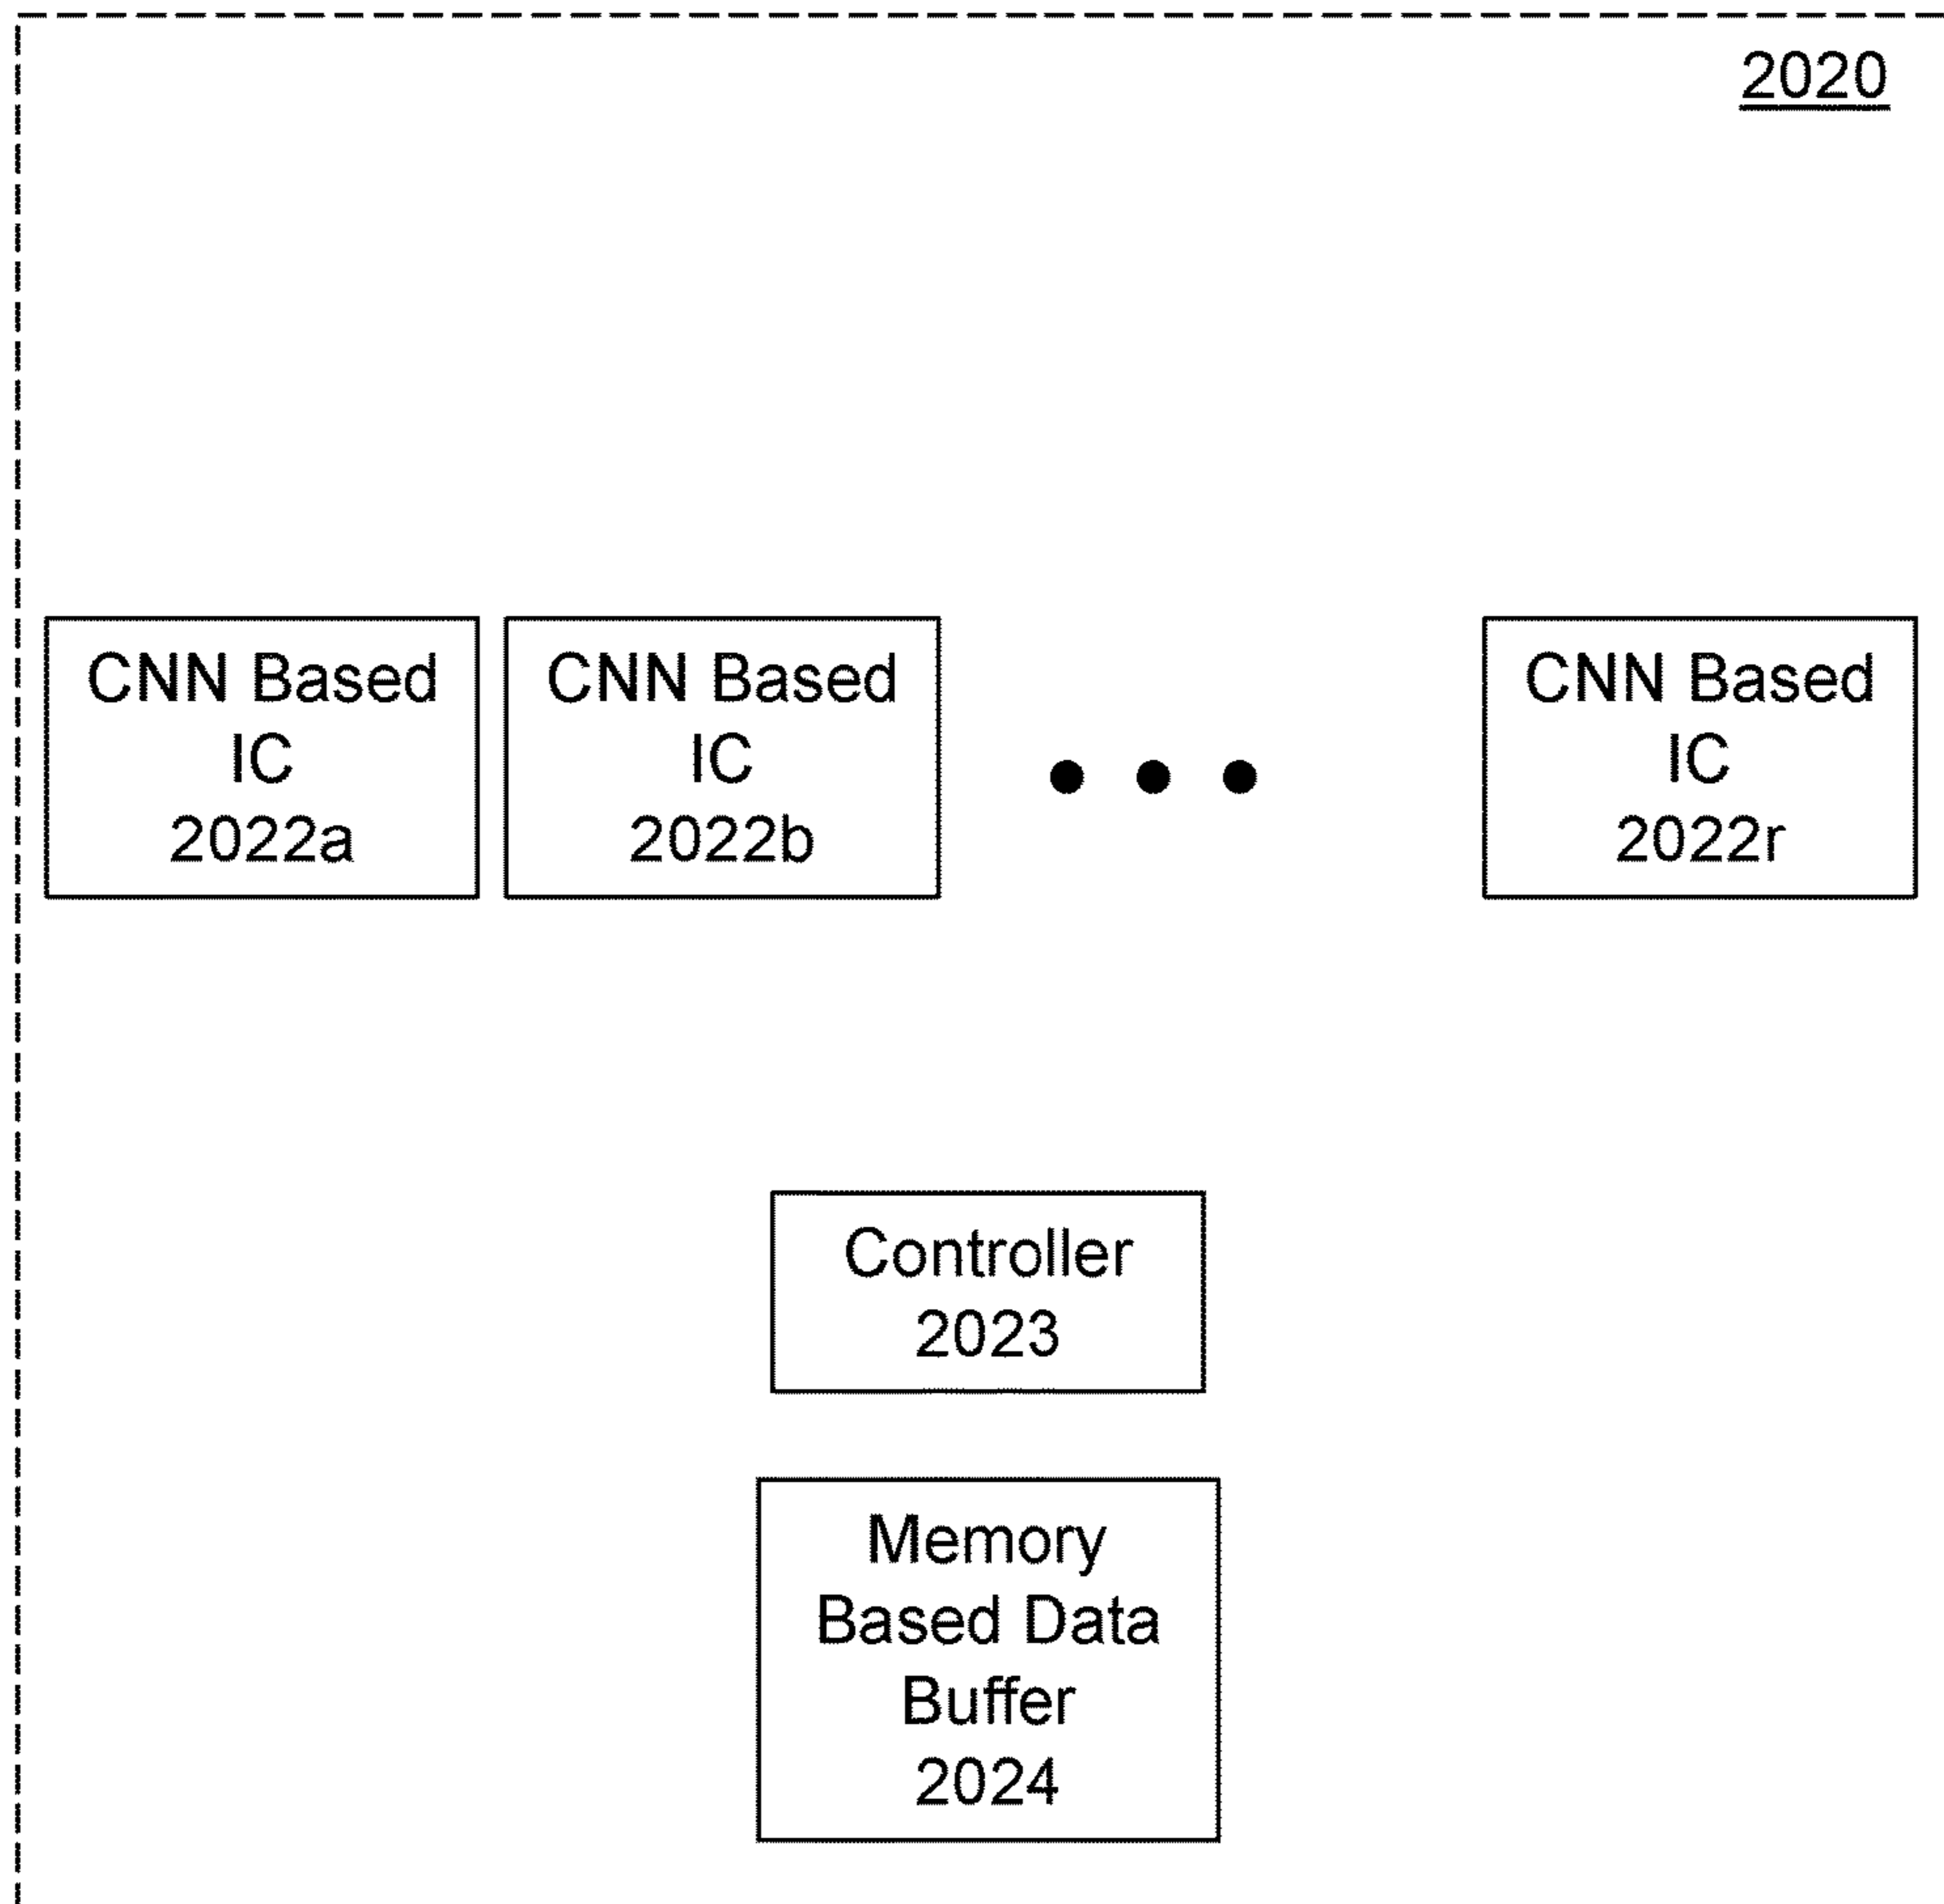 2020
CNN Based
IC
2022a
CNN Based
IC
2022b
CNN Based
IC
2022r
Controller
2023
Memory
Based Data
Buffer
2024